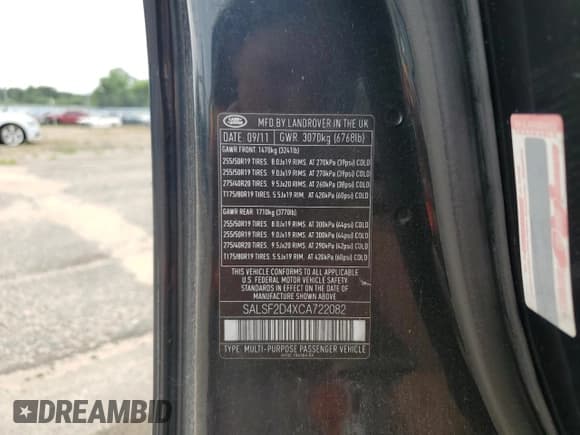 LAND ROVER
MFD.BY LANDROVER IN THE UK
DATE 09/11 GWR. 3070kg (6768lb)
GAWR FRONT: 1470kg (3241lb)
255/50R19 TIRES. 8.0Jx19 RIMS. AT 270kPa (39psi) COLD
255/50R19 TIRES. 9.0Jx19 RIMS. AT 270kPa (39psi) COLD
275/40R20 TIRES. 9.5Jx20 RIMS. AT 260kPa (38psi) COLD
T175/80R19 TIRES. 5.5Jx19 RIM. AT 420kPa (60psi) COLD
GAWR REAR: 1710kg (3770lb)
255/50R19 TIRES. 8.0Jx19 RIMS. AT 300kPa (44psi) COLD
255/50R19 TIRES. 9.0Jx19 RIMS. AT 300kPa (44psi) COLD
275/40R20 TIRES. 9.5Jx20 RIMS. AT 290kPa (42psi) COLD
T175/80R19 TIRES. 5.5Jx19 RIM. AT 420kPa (60psi) COLD
THIS VEHICLE CONFORMS TO ALL APPLICABLE
U.S. FEDERAL MOTOR VEHICLE SAFETY
STANDARDS IN EFFECT ON THE DATE OF
MANUFACTURE SHOWN ABOVE.
SALSF2D4XCA722082
TYPE: MULTI-PURPOSE PASSENGER VEHICLE
DREAMBID